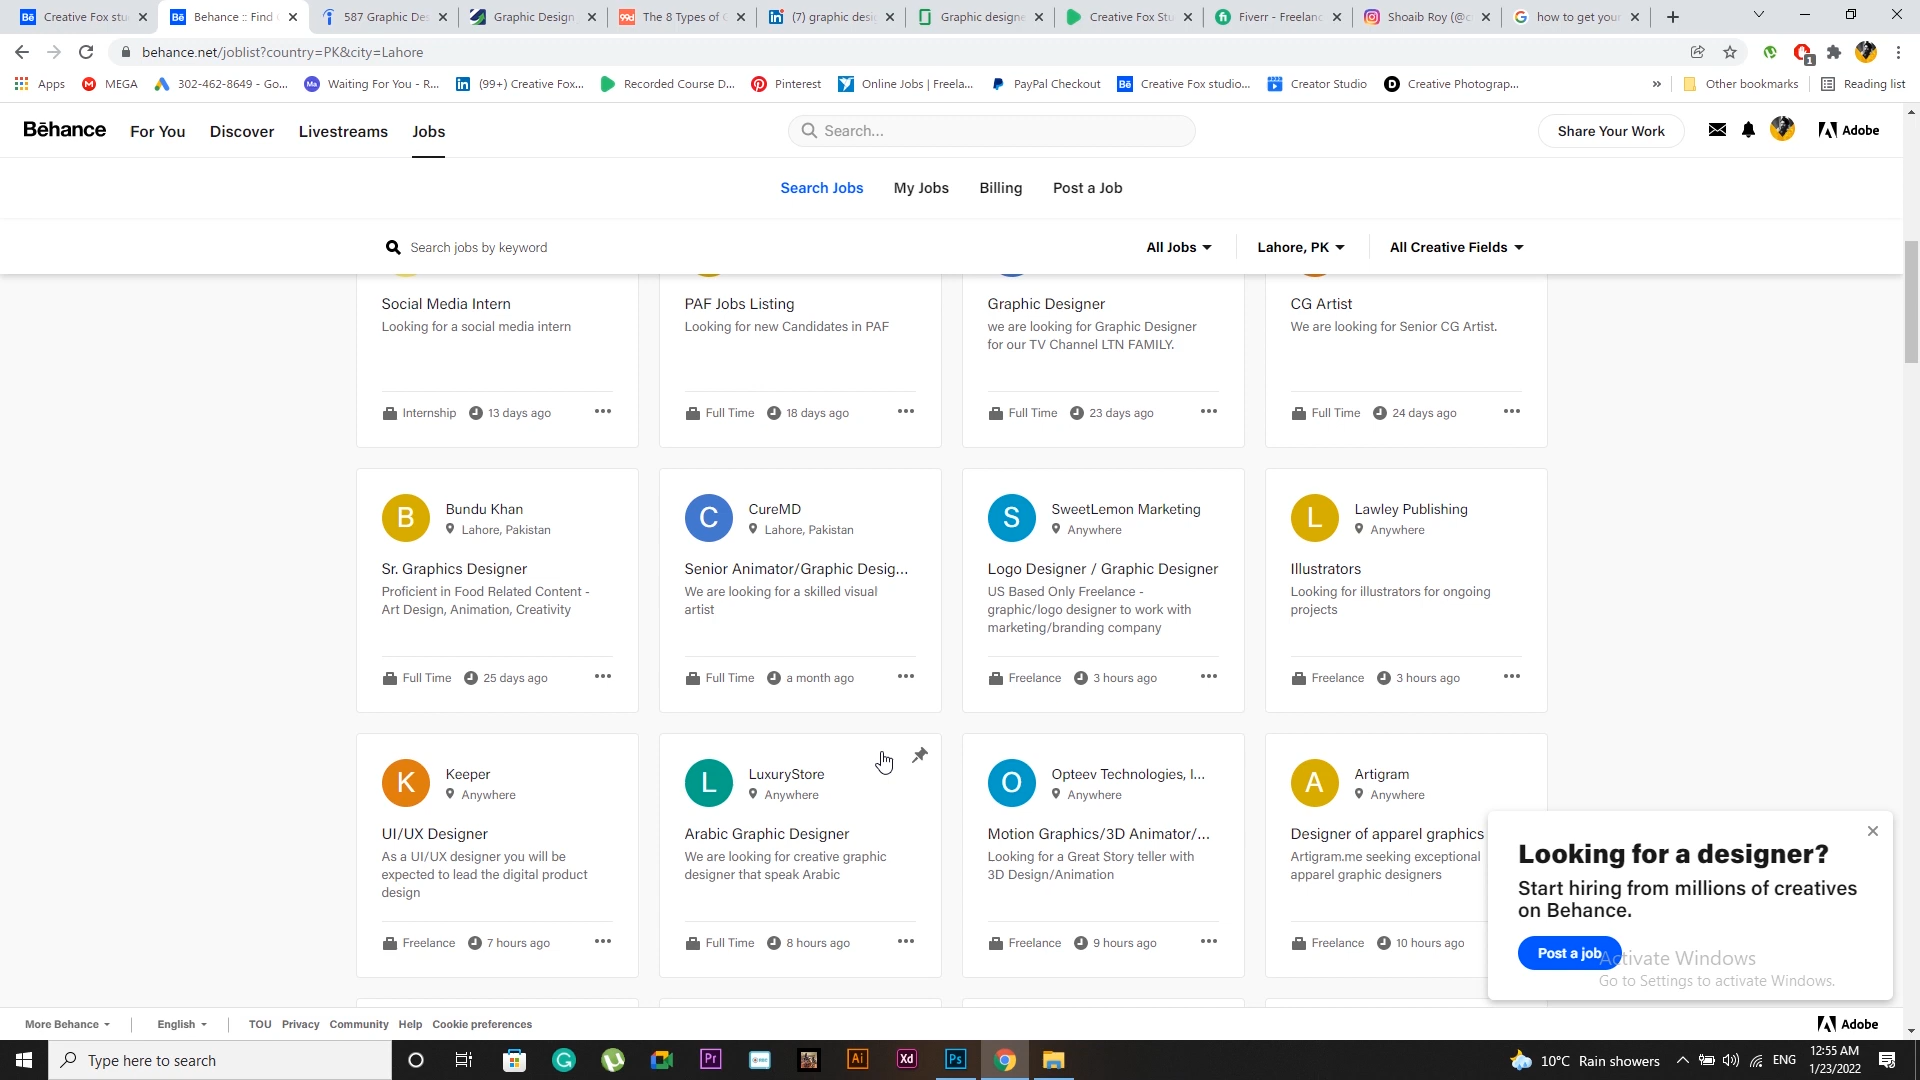 Creative Fox stu
Behance :: Find
587 Graphic De
Graphic Design
The 8 Types of
(7) graphic desi
Graphic designe
Creative Fox Stu
Fiverr - Freelanc
Shoaib Roy (@c
how to get your
behance.net/joblist?country=PK&city=Lahore
Apps
MEGA
302-462-8649 - Go...
Waiting For You - R...
(99+) Creative Fox...
Recorded Course D...
Pinterest
Online Jobs | Freela...
PayPal Checkout
Creative Fox studio...
Creator Studio
Creative Photograp...
»
Other bookmarks
Reading list
Bēhance
For You
Discover
Livestreams
Jobs
Search...
Share Your Work
Adobe
Search Jobs
My Jobs
Billing
Post a Job
Search jobs by keyword
All Jobs
Lahore, PK
All Creative Fields
Social Media Intern
Looking for a social media intern
Internship
13 days ago
PAF Jobs Listing
Looking for new Candidates in PAF
Full Time
18 days ago
Graphic Designer
we are looking for Graphic Designer
for our TV Channel LTN FAMILY.
Full Time
23 days ago
CG Artist
We are looking for Senior CG Artist.
Full Time
24 days ago
B
Bundu Khan
Lahore, Pakistan
Sr. Graphics Designer
Proficient in Food Related Content -
Art Design, Animation, Creativity
Full Time
25 days ago
C
CureMD
Lahore, Pakistan
Senior Animator/Graphic Desig...
We are looking for a skilled visual
artist
Full Time
a month ago
S
SweetLemon Marketing
Anywhere
Logo Designer / Graphic Designer
US Based Only Freelance -
graphic/logo designer to work with
marketing/branding company
Freelance
3 hours ago
L
Lawley Publishing
Anywhere
Illustrators
Looking for illustrators for ongoing
projects
Freelance
3 hours ago
K
Keeper
Anywhere
UI/UX Designer
As a UI/UX designer you will be
expected to lead the digital product
design
Freelance
7 hours ago
L
LuxuryStore
Anywhere
Arabic Graphic Designer
We are looking for creative graphic
designer that speak Arabic
Full Time
8 hours ago
O
Opteev Technologies, I...
Anywhere
Motion Graphics/3D Animator/...
Looking for a Great Story teller with
3D Design/Animation
Freelance
9 hours ago
A
Artigram
Anywhere
Designer of apparel graphics
Artigram.me seeking exceptional
apparel graphic designers
Freelance
10 hours ago
Looking for a designer?
Start hiring from millions of creatives
on Behance.
Post a job
Activate Windows
Go to Settings to activate Windows.
More Behance
English
TOU
Privacy
Community
Help
Cookie preferences
Adobe
Type here to search
Pr
Ai
Xd
Ps
10°C Rain showers
ENG
12:55 AM
1/23/2022